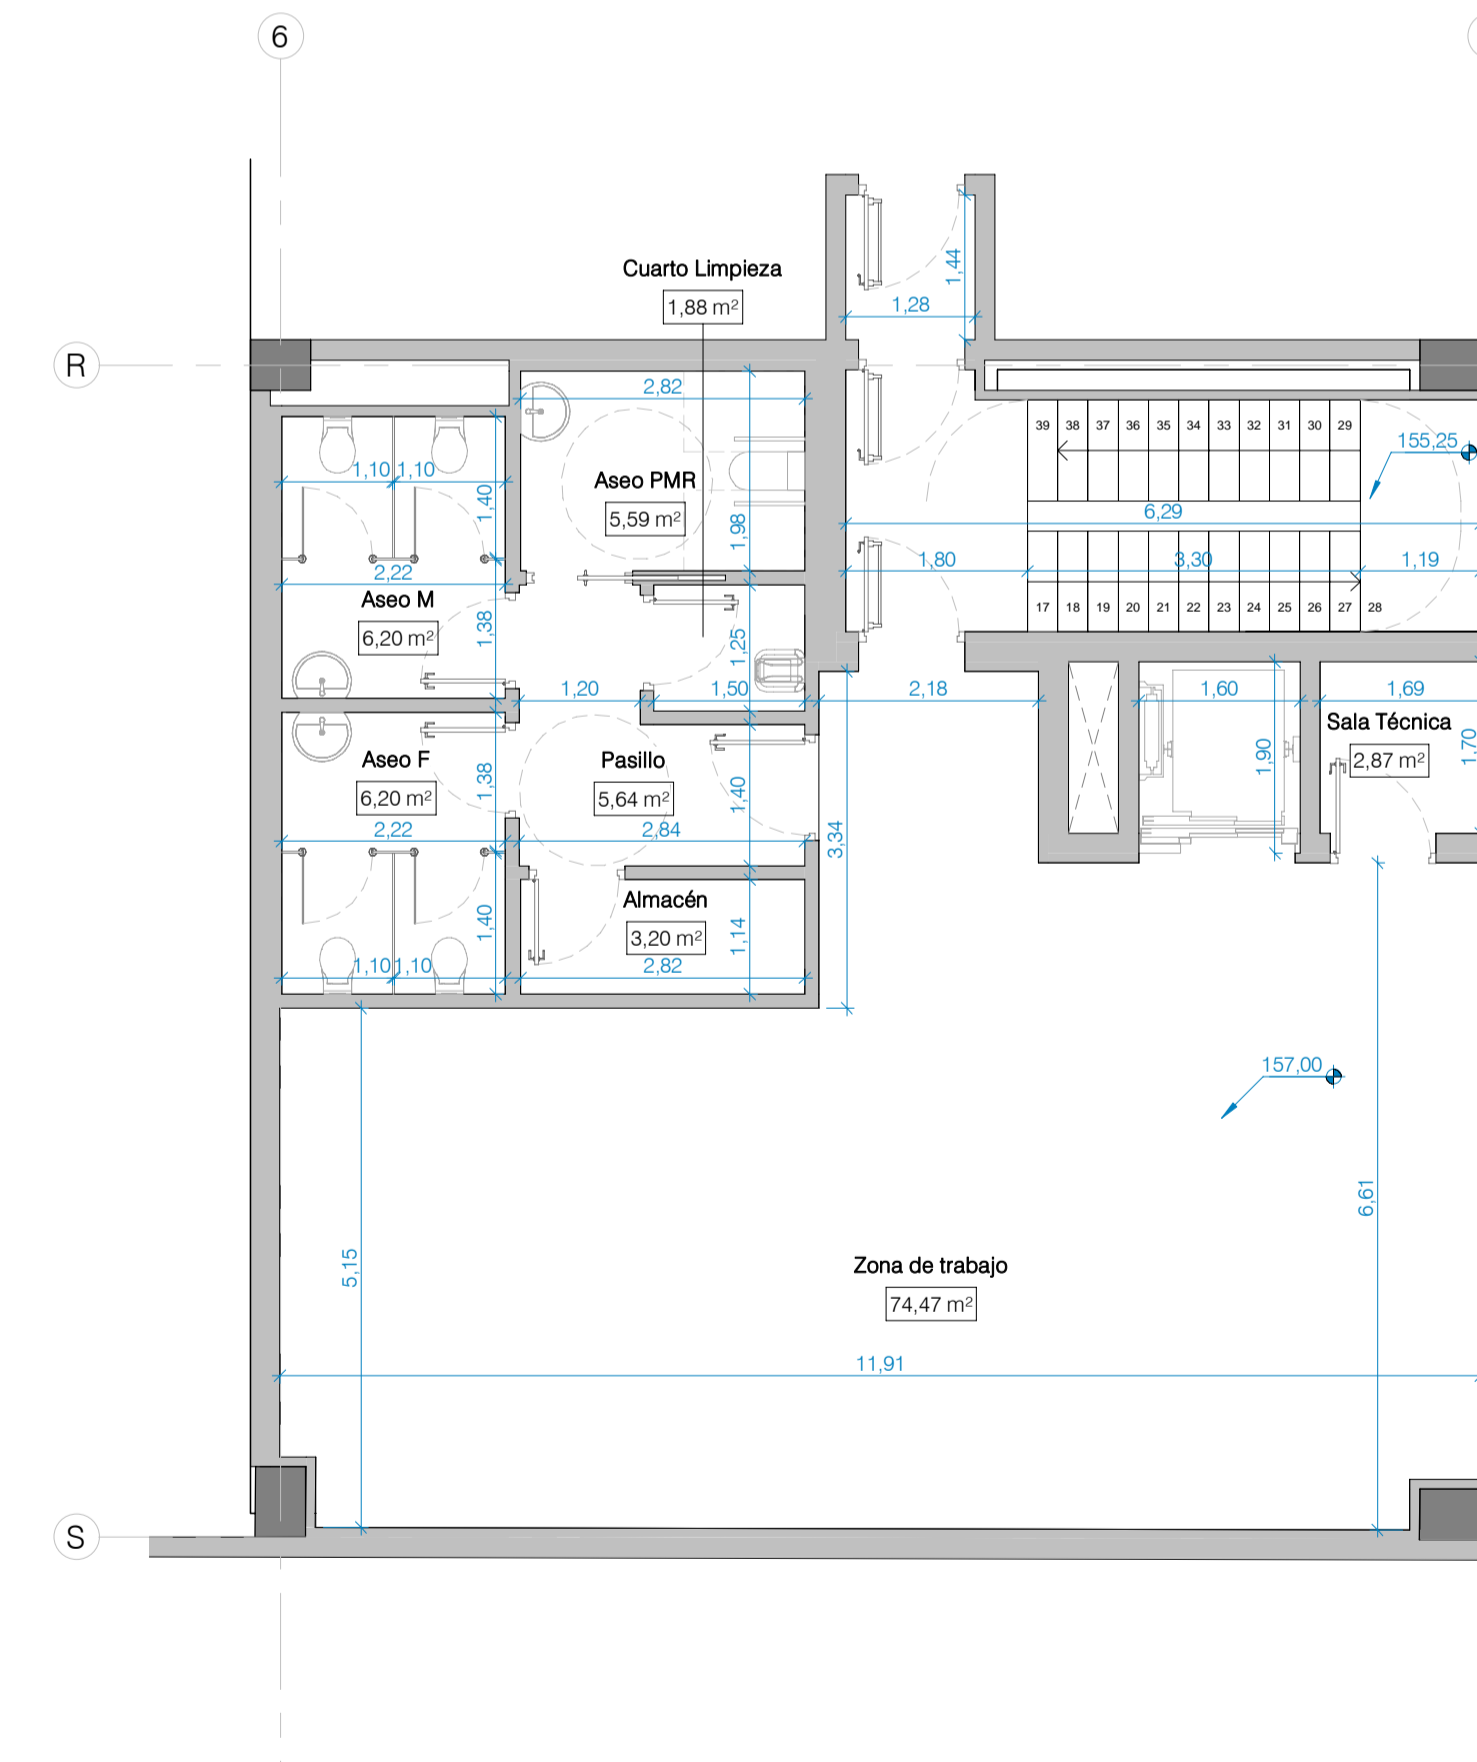 6
Cuarto Limpieza
1,88 m²
1,44
1,28
R
2,82
39 38 37 36 35 34 33 32 31 30 29
155,25
1,10 1,10
1,40
Aseo PMR
5,59 m²
1,98
6,29
2,22
1,80
3,30
1,19
Aseo M
6,20 m²
1,38
17 18 19 20 21 22 23 24 25 26 27 28
1,25
1,20
1,50
2,18
1,60
1,69
Sala Técnica
2,87 m²
1,90
1,70
Aseo F
6,20 m²
1,38
Pasillo
5,64 m²
1,40
2,22
2,84
3,34
Almacén
3,20 m²
1,40
1,14
1,10 1,10
2,82
157,00
6,61
5,15
Zona de trabajo
74,47 m²
11,91
S